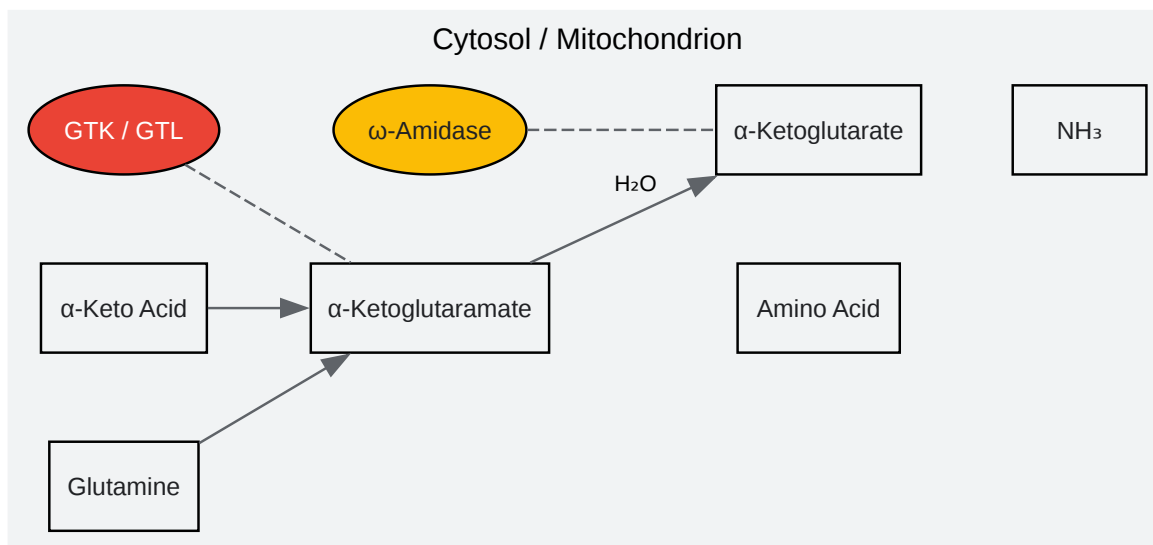 Cytosol / Mitochondrion
GTK / GTL
ω-Amidase
α-Ketoglutarate
NH₃
H₂O
α-Keto Acid
α-Ketoglutaramate
Amino Acid
Glutamine